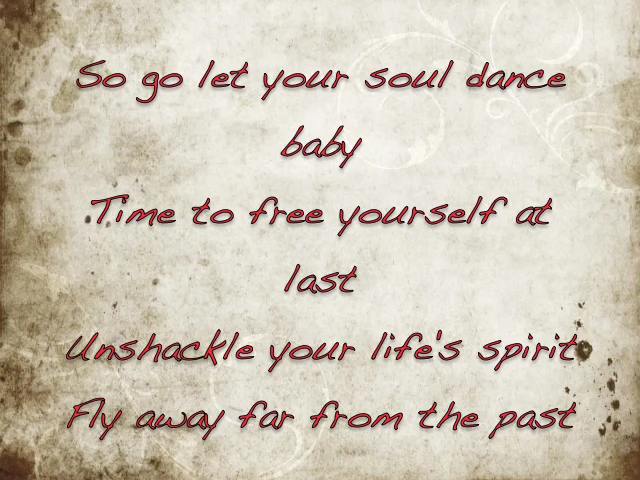 So go let your soul dance
baby
Time to free yourself at
last
Unshackle your life's spirit
Fly away far from the past